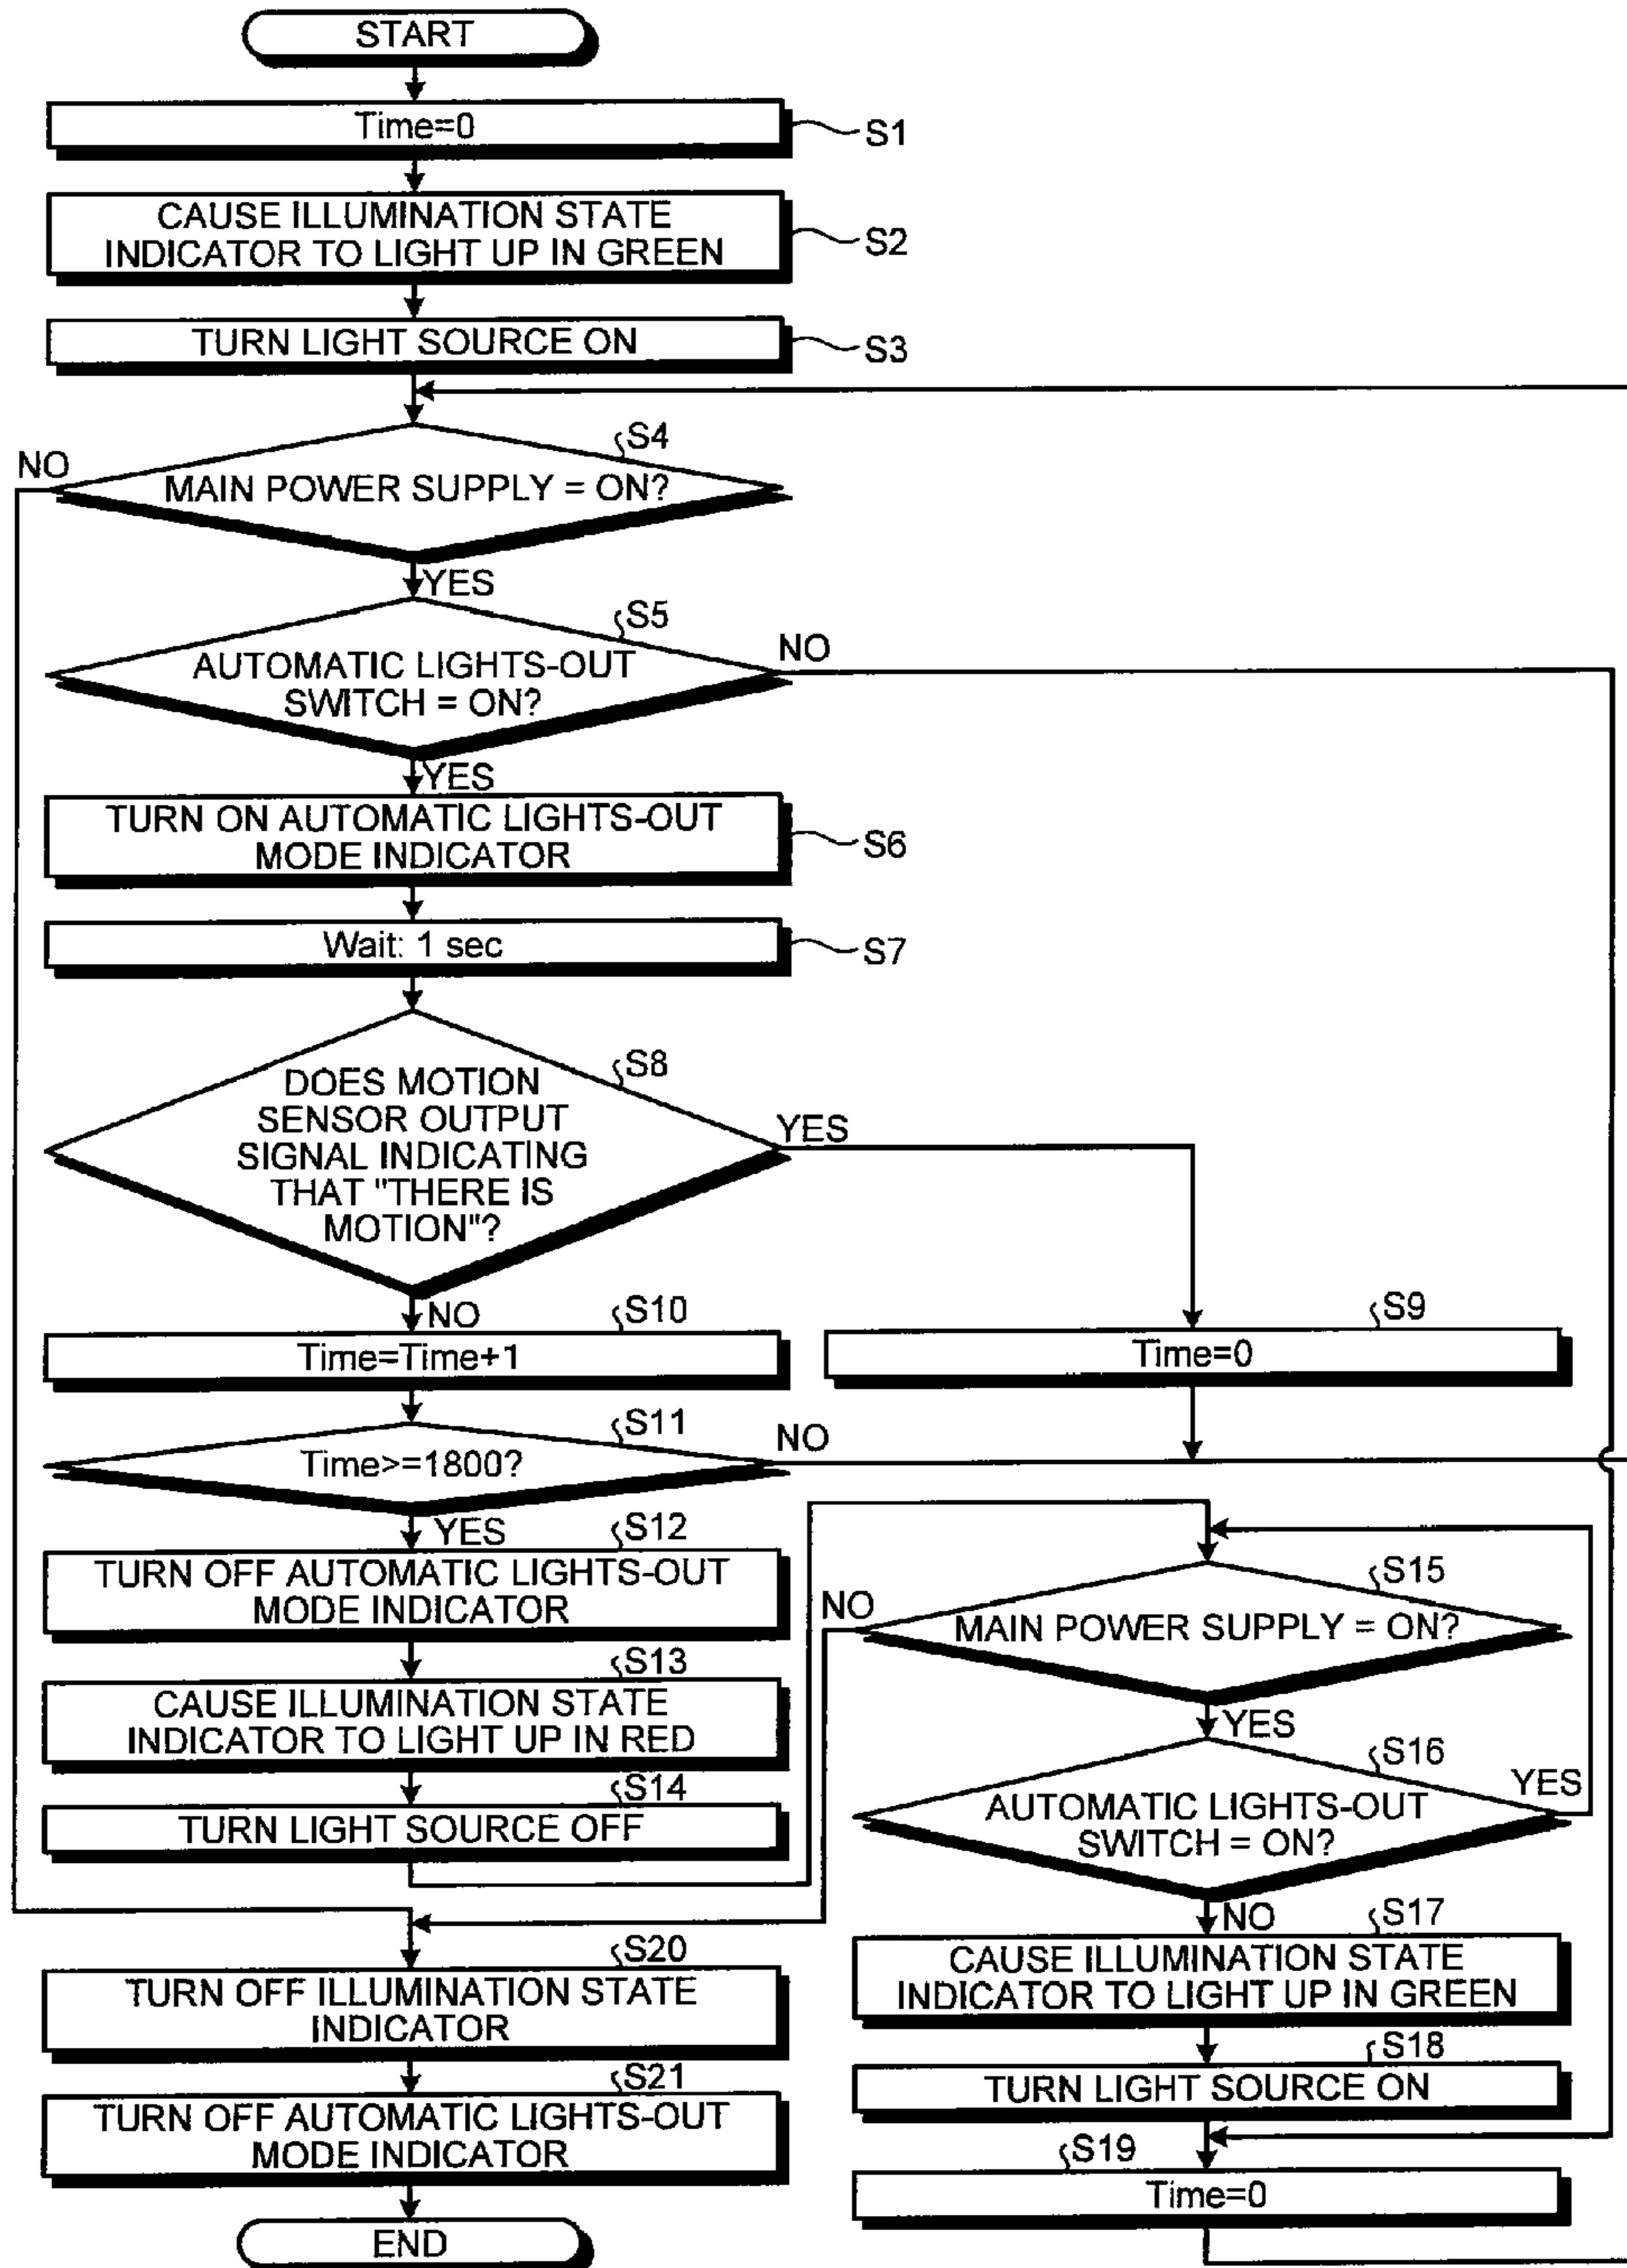 START
Time=0
S1
CAUSE ILLUMINATION STATE
INDICATOR TO LIGHT UP IN GREEN
S2
TURN LIGHT SOURCE ON
S3
S4
NO
MAIN POWER SUPPLY = ON?
YES
S5
NO
AUTOMATIC LIGHTS-OUT
SWITCH = ON?
YES
TURN ON AUTOMATIC LIGHTS-OUT
MODE INDICATOR
S6
Wait: 1 sec
S7
S8
DOES MOTION
SENSOR OUTPUT
SIGNAL INDICATING
THAT "THERE IS
MOTION"?
YES
NO
S10
Time=Time+1
S9
Time=0
S11
NO
Time>=1800?
YES
S12
TURN OFF AUTOMATIC LIGHTS-OUT
MODE INDICATOR
S13
CAUSE ILLUMINATION STATE
INDICATOR TO LIGHT UP IN RED
S14
TURN LIGHT SOURCE OFF
S15
NO
MAIN POWER SUPPLY = ON?
YES
S16
YES
AUTOMATIC LIGHTS-OUT
SWITCH = ON?
NO
S17
CAUSE ILLUMINATION STATE
INDICATOR TO LIGHT UP IN GREEN
S18
TURN LIGHT SOURCE ON
S19
Time=0
S20
TURN OFF ILLUMINATION STATE
INDICATOR
S21
TURN OFF AUTOMATIC LIGHTS-OUT
MODE INDICATOR
END